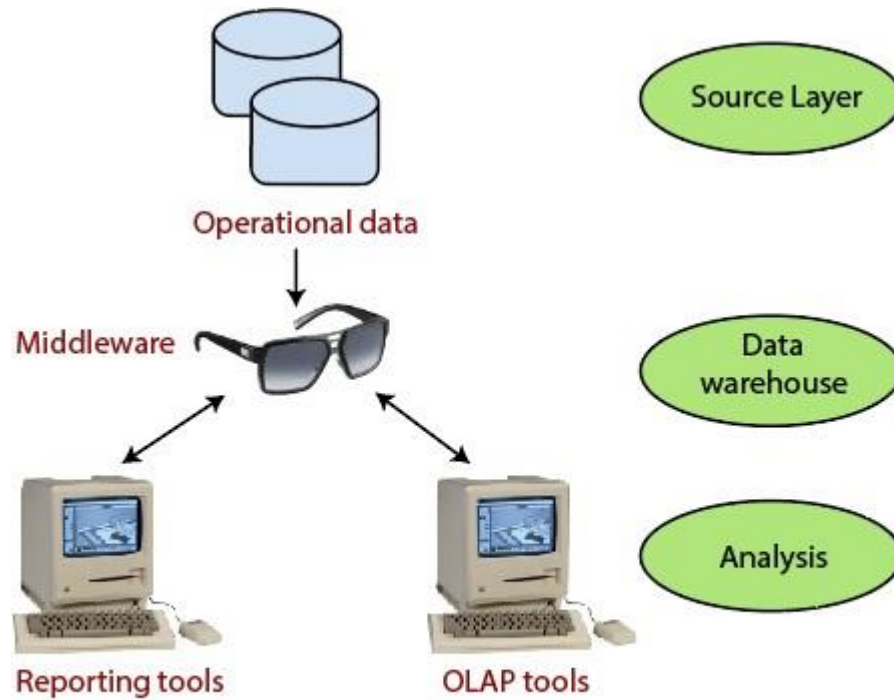 Source Layer
Operational data
Middleware
Data
warehouse
Analysis
Reporting tools
OLAP tools